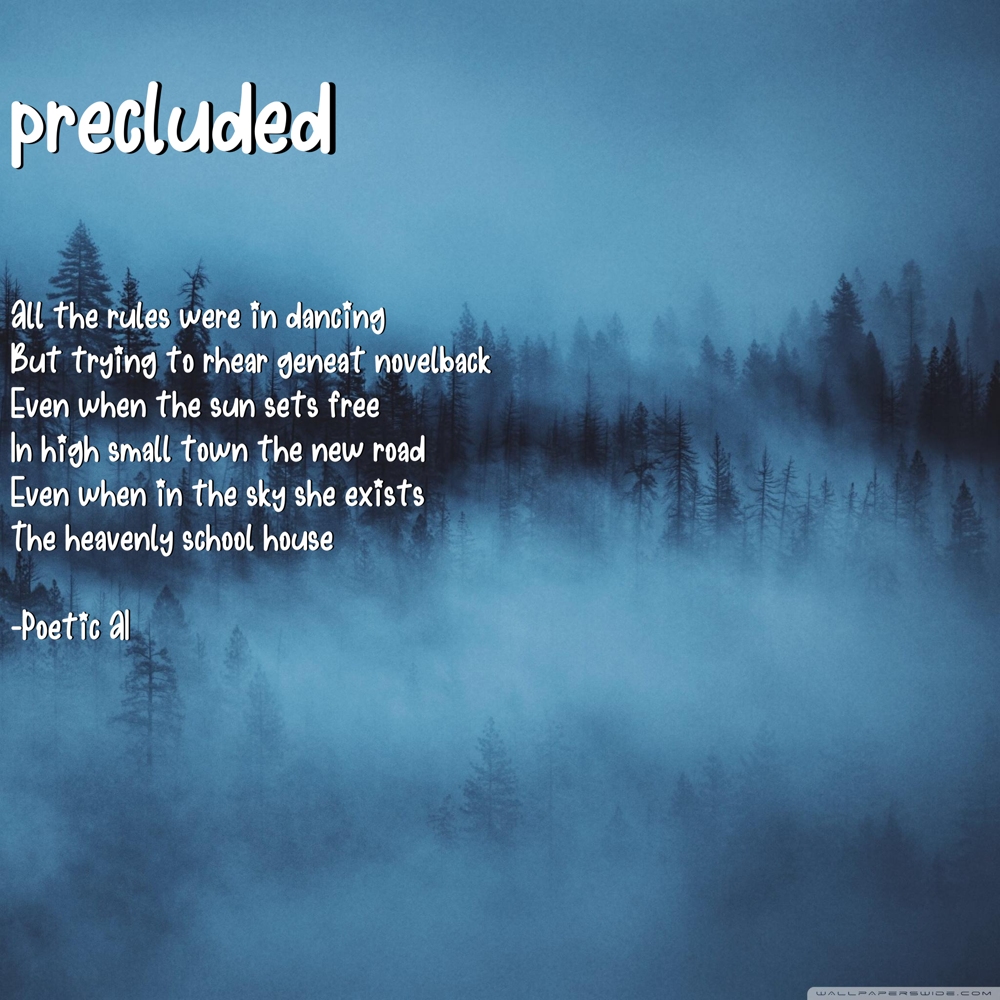 precluded
All the rules were in dancing
But trying to rhear geneat novelback
Even when the sun sets free
In high small town the new road
Even when in the sky she exists
The heavenly school house
-Poetic AI
WALLPAPERSWIDE.COM